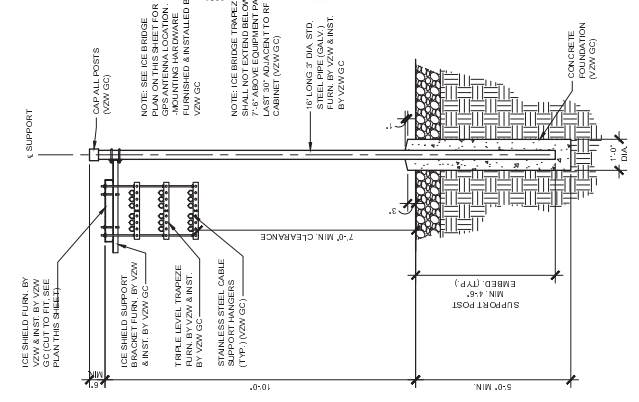 ℄ SUPPORT
CAP ALL POSTS
(VZW GC)
NOTE: SEE ICE BRIDGE
PLAN ON THIS SHEET FOR
GPS ANTENNA LOCATION.
-MOUNTING HARDWARE
FURNISHED & INSTALLED B
VZW GC
NOTE: ICE BRIDGE TRAPEZ
SHALL NOT EXTEND BELOW
7'-6" ABOVE EQUIPMENT PA
LAST 30" ADJACENT TO RF
CABINET (VZW GC)
16' LONG 3" DIA. STD.
STEEL PIPE (GALV.)
FURN. BY VZW & INST.
BY VZW GC
CONCRETE
FOUNDATION
(VZW GC)
ICE SHIELD FURN. BY
VZW & INST. BY VZW
GC (CUT TO FIT, SEE
PLAN THIS SHEET)
ICE SHIELD SUPPORT
BRACKET FURN. BY VZW
& INST. BY VZW GC
TRIPLE LEVEL TRAPEZE
FURN. BY VZW & INST.
BY VZW GC
STAINLESS STEEL CABLE
SUPPORT HANGERS
(TYP.) (VZW GC)
7'-0" MIN. CLEARANCE
1"
3"
1'-0"
DIA.
SUPPORT POST
MIN. 4'-6"
EMBED. (TYP.)
6"
MIN.
10'-0"
5'-0" MIN.